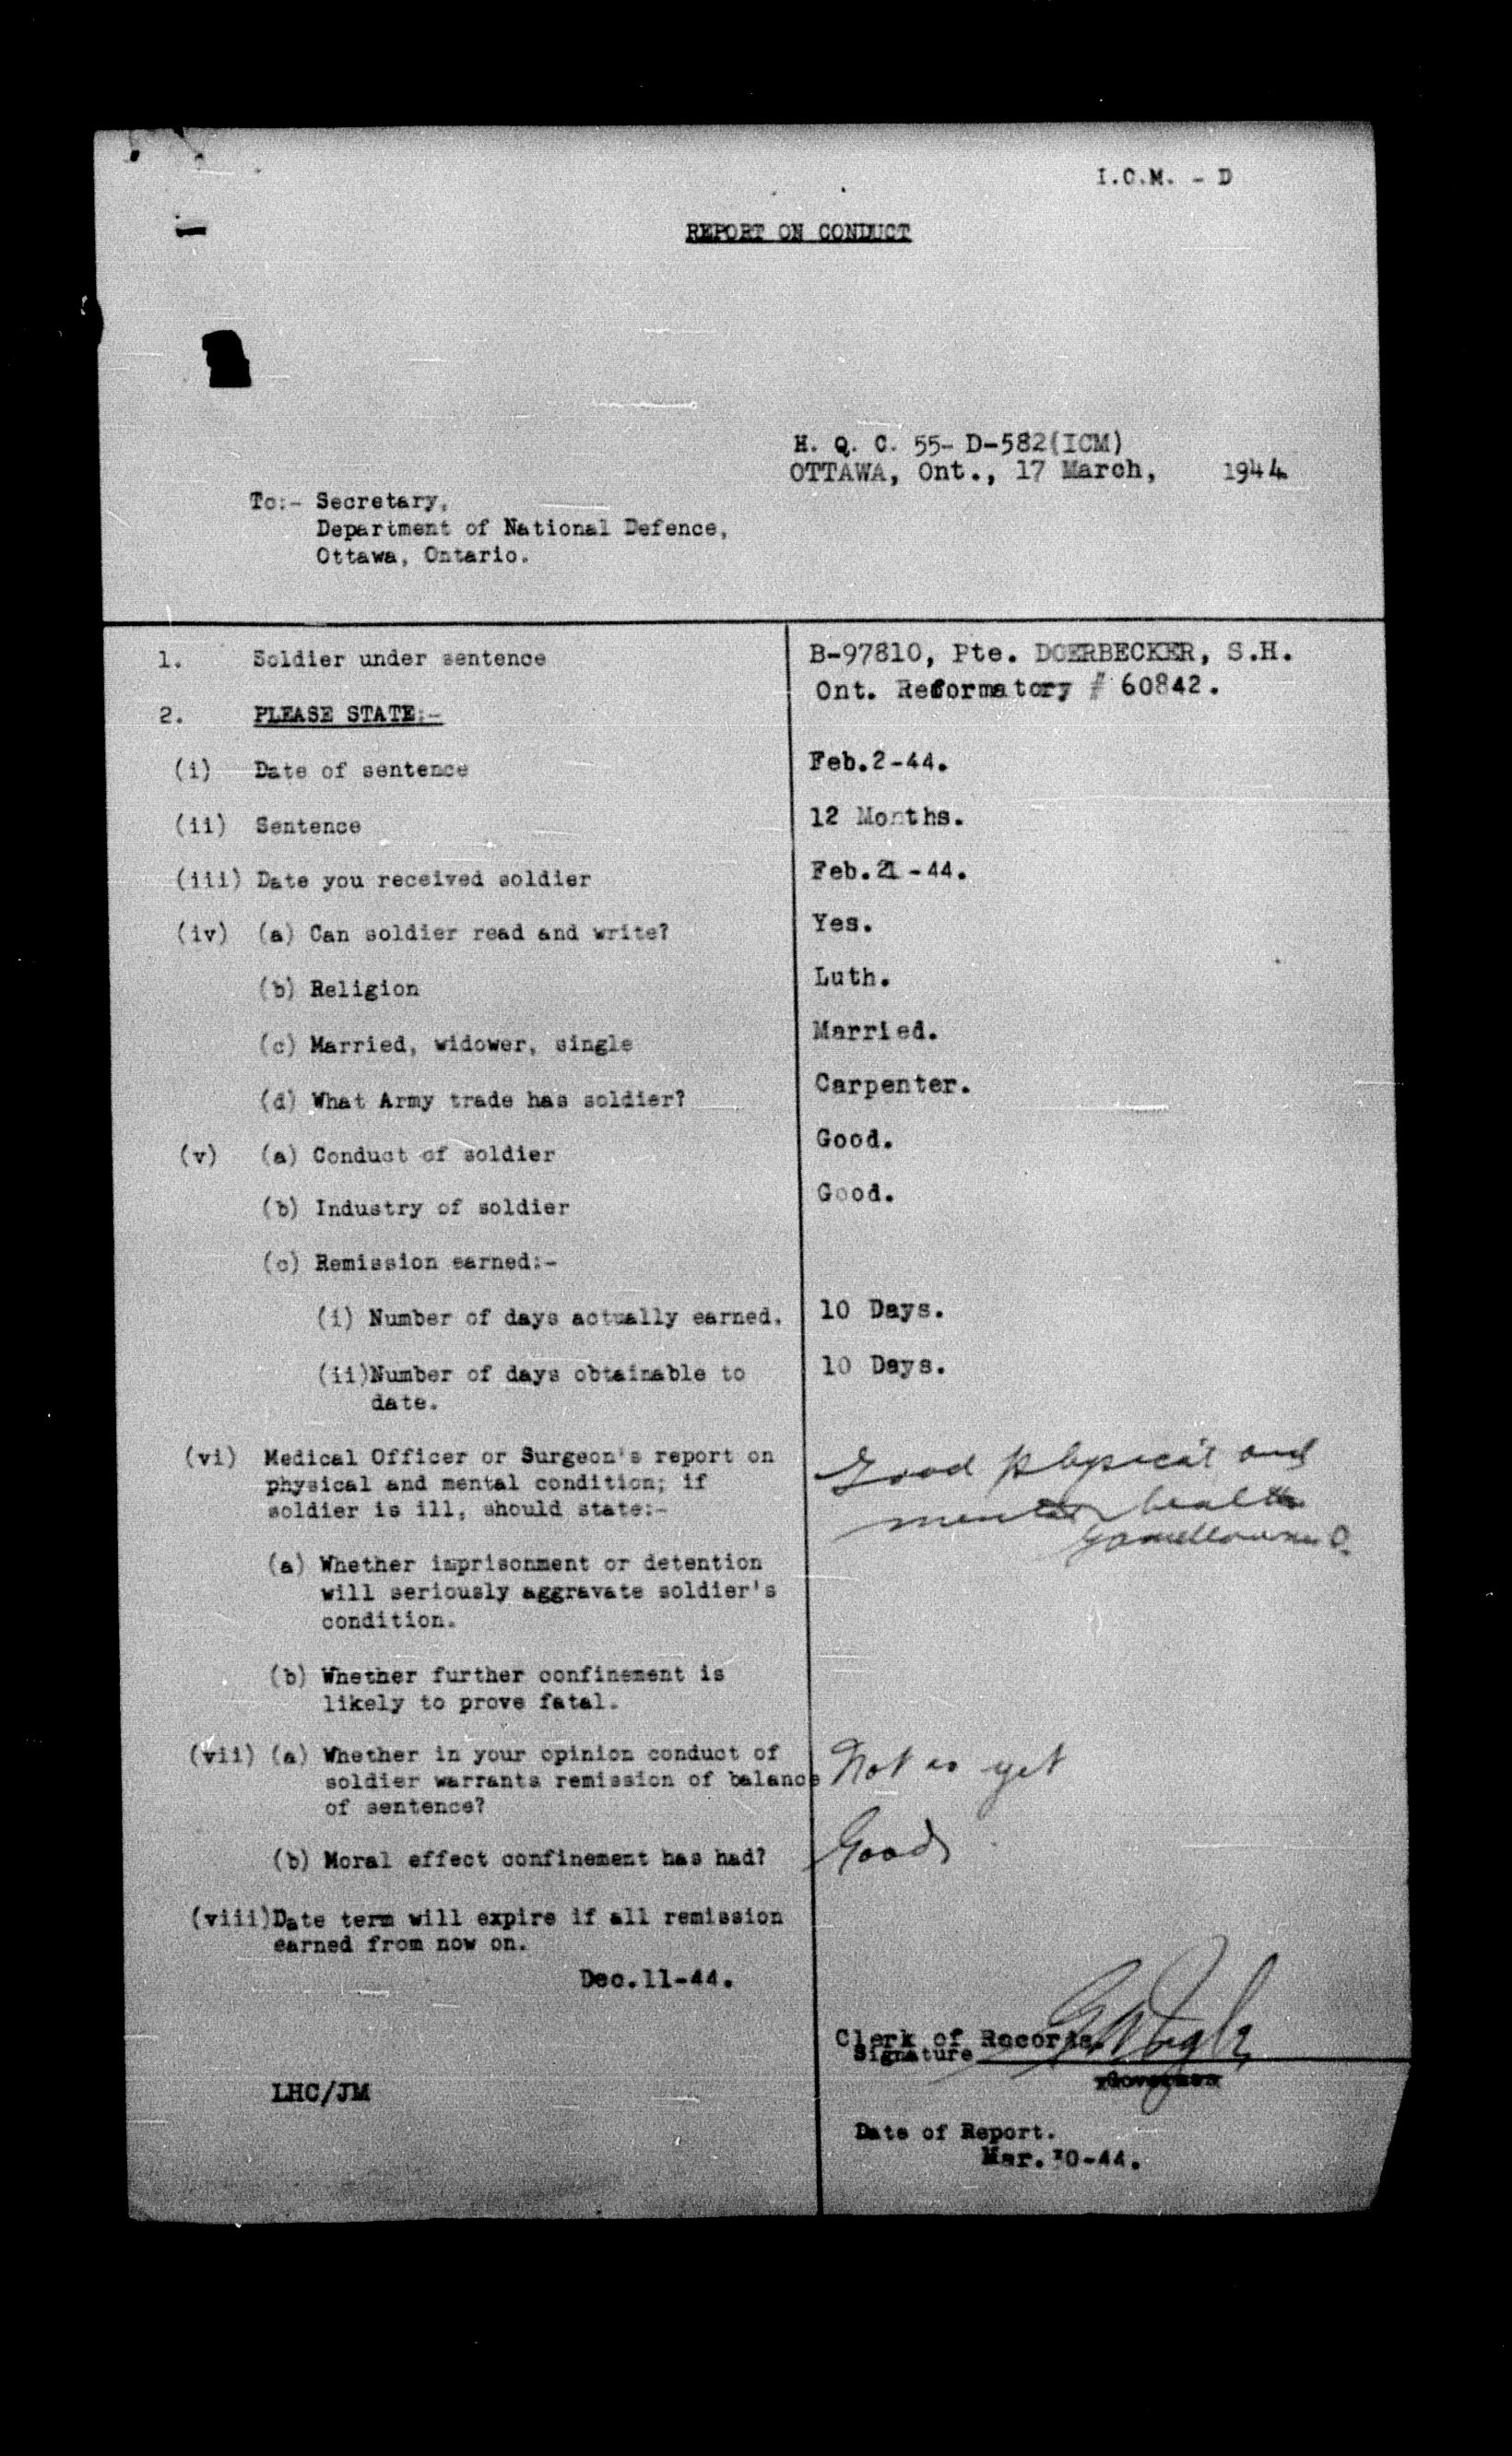 I.C.M. - D
REPORT ON CONDUCT
H. Q. C. 55- D-582(ICM)
OTTAWA, Ont., 17 March, 1944
To:- Secretary,
Department of National Defence,
Ottawa, Ontario.
1. Soldier under sentence B-97810, Pte. DOERBECKER, S.H.
Ont. Reformatory # 60842.
2. PLEASE STATE:-
(i) Date of sentence Feb.2-44.
(ii) Sentence 12 Months.
(iii) Date you received soldier Feb.21-44.
(iv) (a) Can soldier read and write? Yes.
(b) Religion Luth.
(c) Married, widower, single Married.
(d) What Army trade has soldier? Carpenter.
(v) (a) Conduct of soldier Good.
(b) Industry of soldier Good.
(c) Remission earned:-
(i) Number of days actually earned. 10 Days.
(ii)Number of days obtainable to 10 Days.
date.
(vi) Medical Officer or Surgeon's report on Good physical and
physical and mental condition; if
soldier is ill, should state:- mental health
(a) Whether imprisonment or detention
will seriously aggravate soldier's
condition.
(b) Whether further confinement is
likely to prove fatal.
(vii) (a) Whether in your opinion conduct of Not as yet
soldier warrants remission of balance
of sentence?
(b) Moral effect confinement has had? Good
(viii)Date term will expire if all remission
earned from now on.
Dec.11-44.
Clerk of Records.
Signature
Governor
LHC/JM
Date of Report.
Mar.30-44.